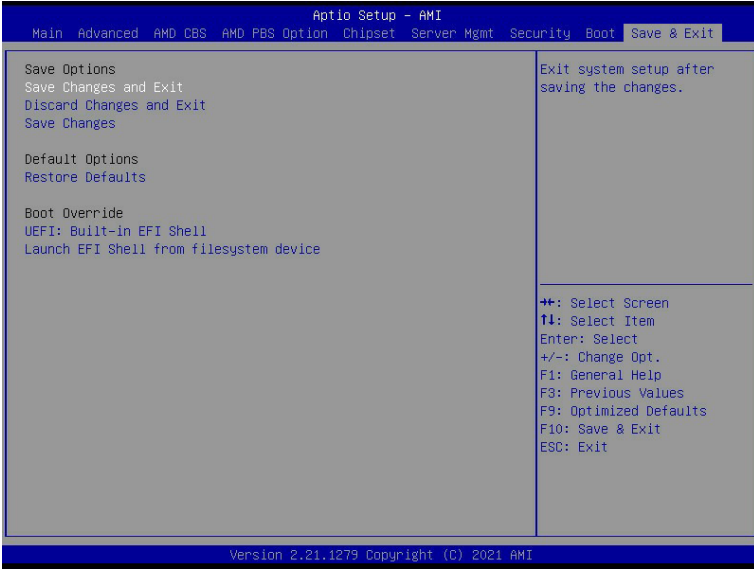 Aptio Setup - AMI
Main Advanced AMD CBS AMD PBS Option Chipset Server Mgmt Security Boot Save & Exit
Save Options
Save Changes and Exit
Discard Changes and Exit
Save Changes
Default Options
Restore Defaults
Boot Override
UEFI: Built-in EFI Shell
Launch EFI Shell from filesystem device
Exit system setup after
saving the changes.
→←: Select Screen
↑↓: Select Item
Enter: Select
+/-: Change Opt.
F1: General Help
F3: Previous Values
F9: Optimized Defaults
F10: Save & Exit
ESC: Exit
Version 2.21.1279 Copyright (C) 2021 AMI